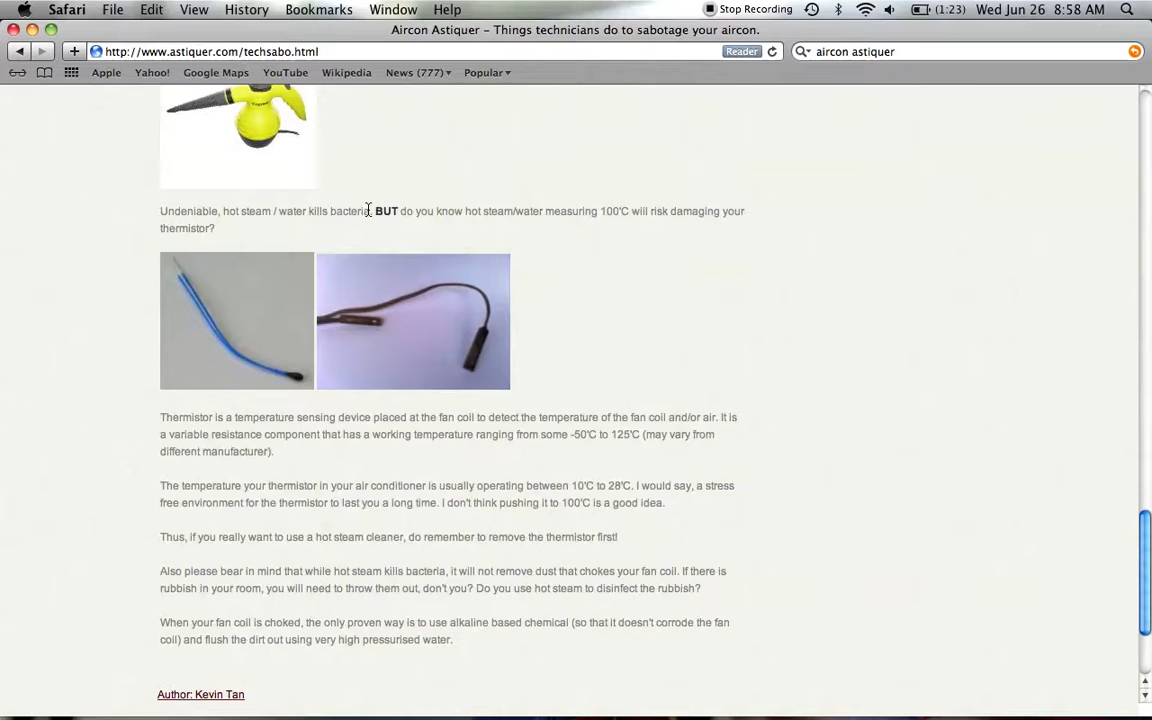 Safari File Edit View History Bookmarks Window Help Stop Recording (1:23) Wed Jun 26 8:58 AM
Aircon Astiquer – Things technicians do to sabotage your aircon.
http://www.astiquer.com/techsabo.html Reader aircon astiquer
Apple Yahoo! Google Maps YouTube Wikipedia News (777) Popular
Undeniable, hot steam / water kills bacteria, BUT do you know hot steam/water measuring 100'C will risk damaging your
thermistor?
Thermistor is a temperature sensing device placed at the fan coil to detect the temperature of the fan coil and/or air. It is
a variable resistance component that has a working temperature ranging from some -50'C to 125'C (may vary from
different manufacturer).
The temperature your thermistor in your air conditioner is usually operating between 10'C to 28'C. I would say, a stress
free environment for the thermistor to last you a long time. I don't think pushing it to 100'C is a good idea.
Thus, if you really want to use a hot steam cleaner, do remember to remove the thermistor first!
Also please bear in mind that while hot steam kills bacteria, it will not remove dust that chokes your fan coil. If there is
rubbish in your room, you will need to throw them out, don't you? Do you use hot steam to disinfect the rubbish?
When your fan coil is choked, the only proven way is to use alkaline based chemical (so that it doesn't corrode the fan
coil) and flush the dirt out using very high pressurised water.
Author: Kevin Tan